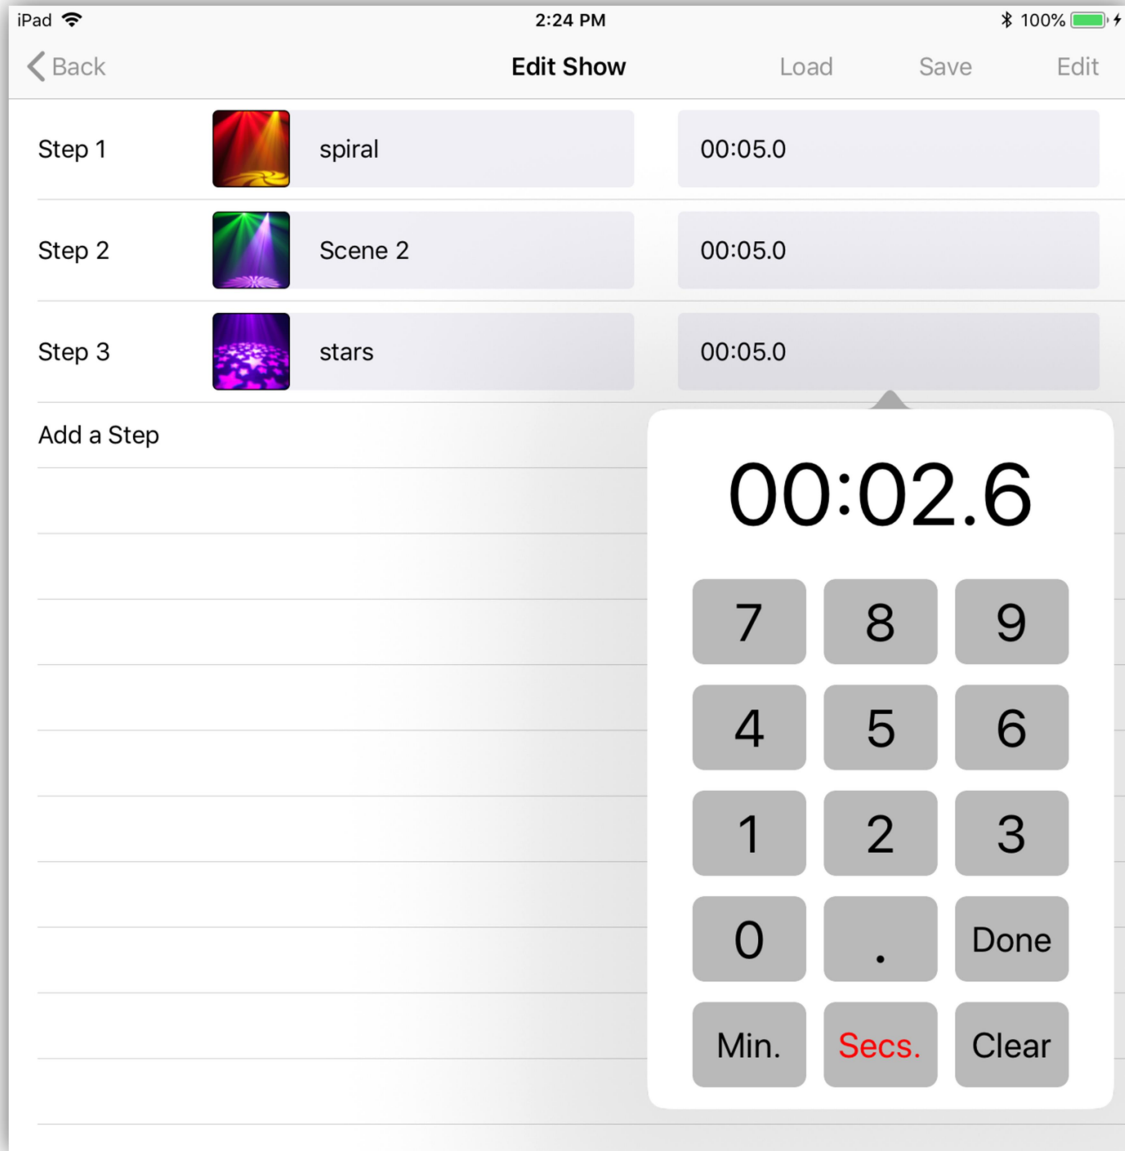 iPad 2:24 PM 100%
Back Edit Show Load Save Edit
Step 1 spiral 00:05.0
Step 2 Scene 2 00:05.0
Step 3 stars 00:05.0
Add a Step
00:02.6
7 8 9
4 5 6
1 2 3
0 . Done
Min. Secs. Clear